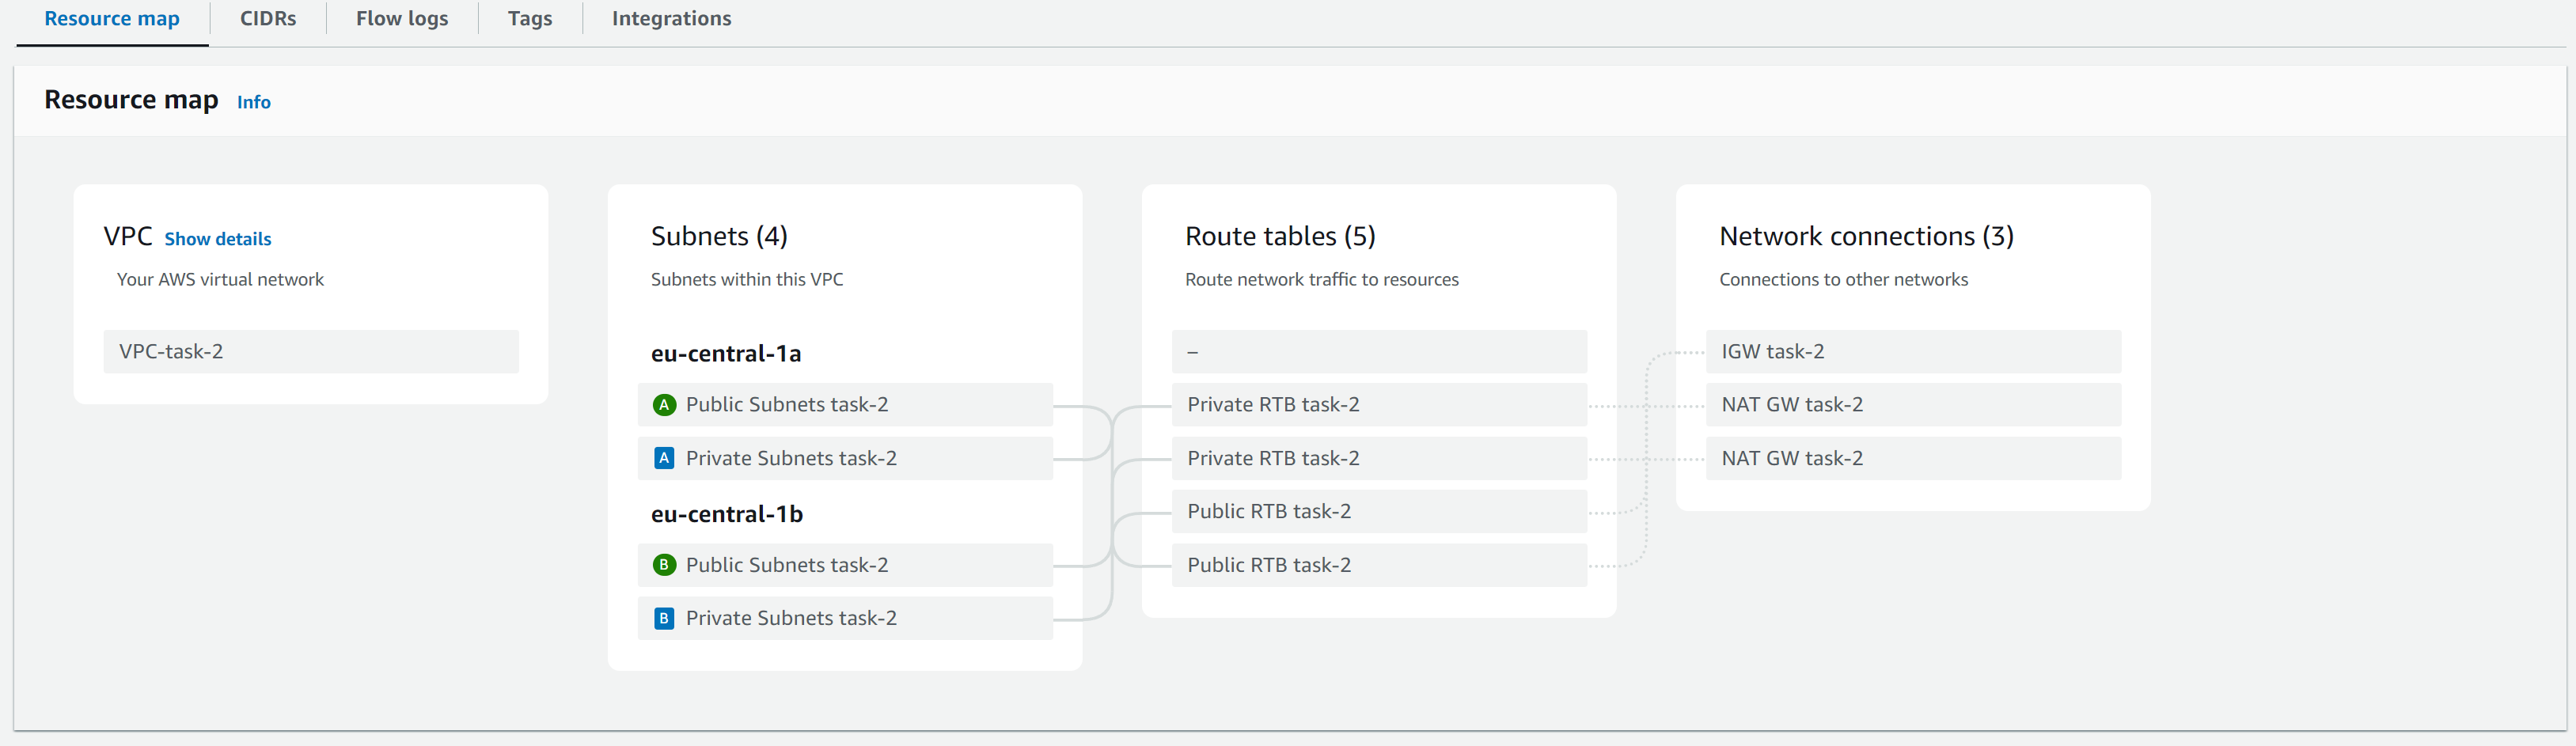 Resource map
CIDRs
Flow logs
Tags
Integrations
Resource map Info
VPC Show details
Your AWS virtual network
VPC-task-2
Subnets (4)
Subnets within this VPC
eu-central-1a
A Public Subnets task-2
A Private Subnets task-2
eu-central-1b
B Public Subnets task-2
B Private Subnets task-2
Route tables (5)
Route network traffic to resources
–
Private RTB task-2
Private RTB task-2
Public RTB task-2
Public RTB task-2
Network connections (3)
Connections to other networks
IGW task-2
NAT GW task-2
NAT GW task-2